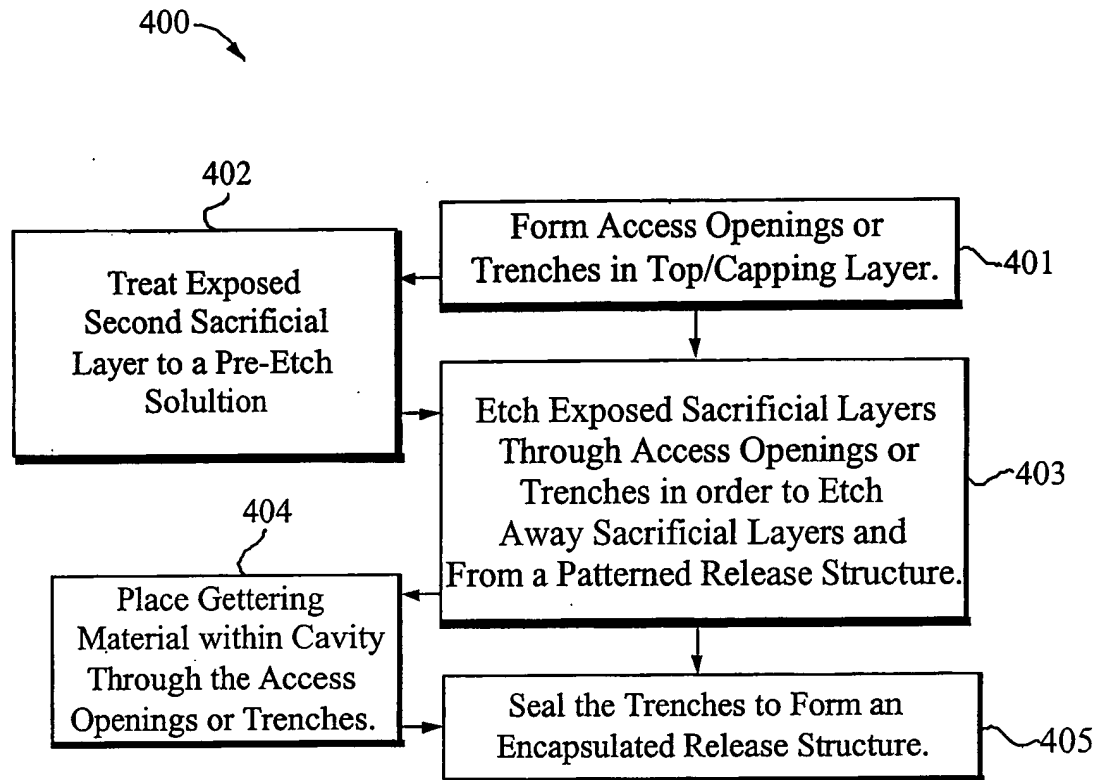 400
402
Treat Exposed
Second Sacrificial
Layer to a Pre-Etch
Solultion
Form Access Openings or
Trenches in Top/Capping Layer.
401
Etch Exposed Sacrificial Layers
Through Access Openings or
Trenches in order to Etch
Away Sacrificial Layers and
From a Patterned Release Structure.
403
404
Place Gettering
Material within Cavity
Through the Access
Openings or Trenches.
Seal the Trenches to Form an
Encapsulated Release Structure.
405